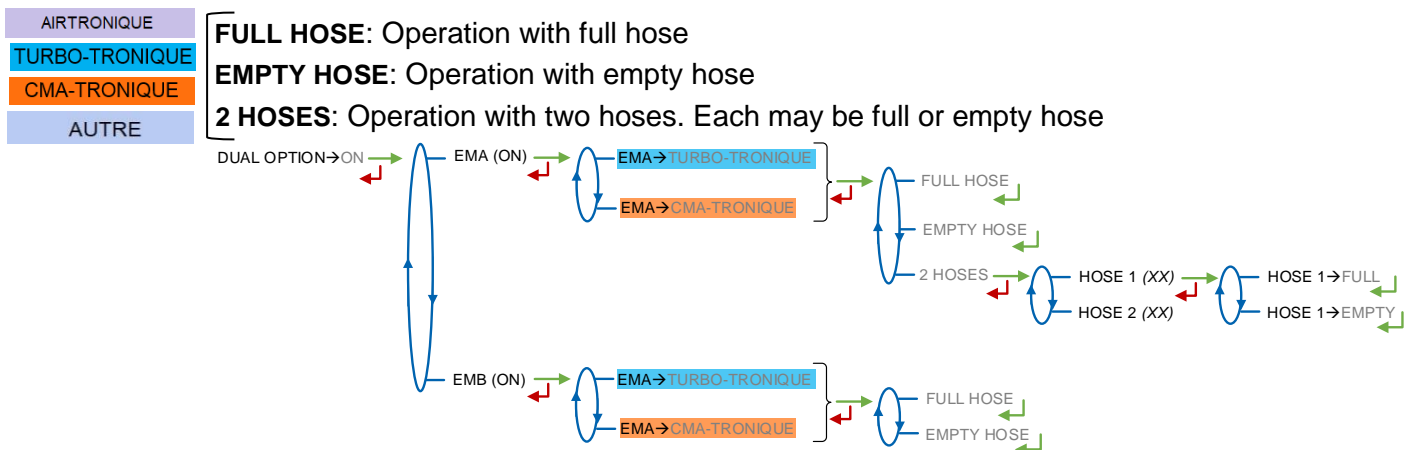 AIRTRONIQUE
TURBO-TRONIQUE
CMA-TRONIQUE
AUTRE
FULL HOSE: Operation with full hose
EMPTY HOSE: Operation with empty hose
2 HOSES: Operation with two hoses. Each may be full or empty hose
DUAL OPTION→ON
EMA (ON)
EMA→TURBO-TRONIQUE
EMA→CMA-TRONIQUE
FULL HOSE
EMPTY HOSE
2 HOSES
HOSE 1 (XX)
HOSE 2 (XX)
HOSE 1→FULL
HOSE 1→EMPTY
EMB (ON)
EMA→TURBO-TRONIQUE
EMA→CMA-TRONIQUE
FULL HOSE
EMPTY HOSE